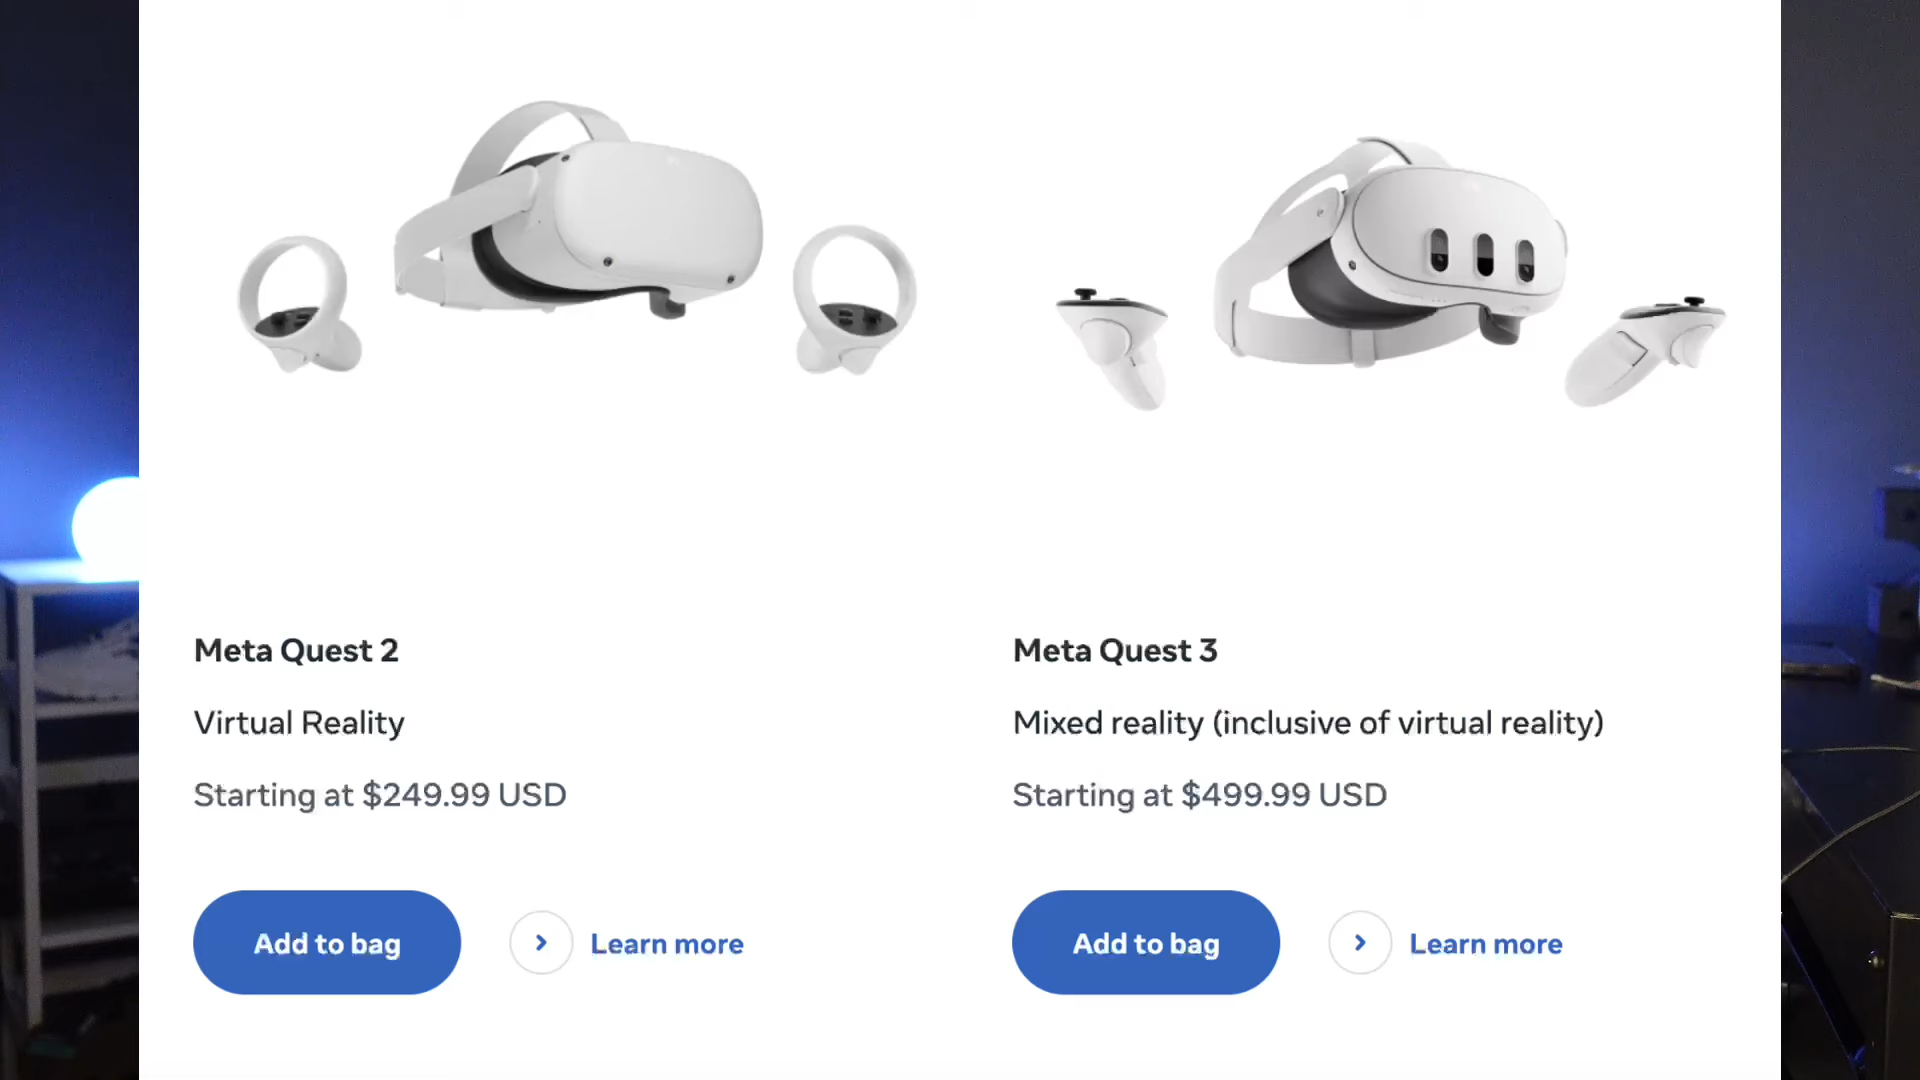 Meta Quest 2
Virtual Reality
Starting at $249.99 USD
Add to bag
Learn more
Meta Quest 3
Mixed reality (inclusive of virtual reality)
Starting at $499.99 USD
Add to bag
Learn more